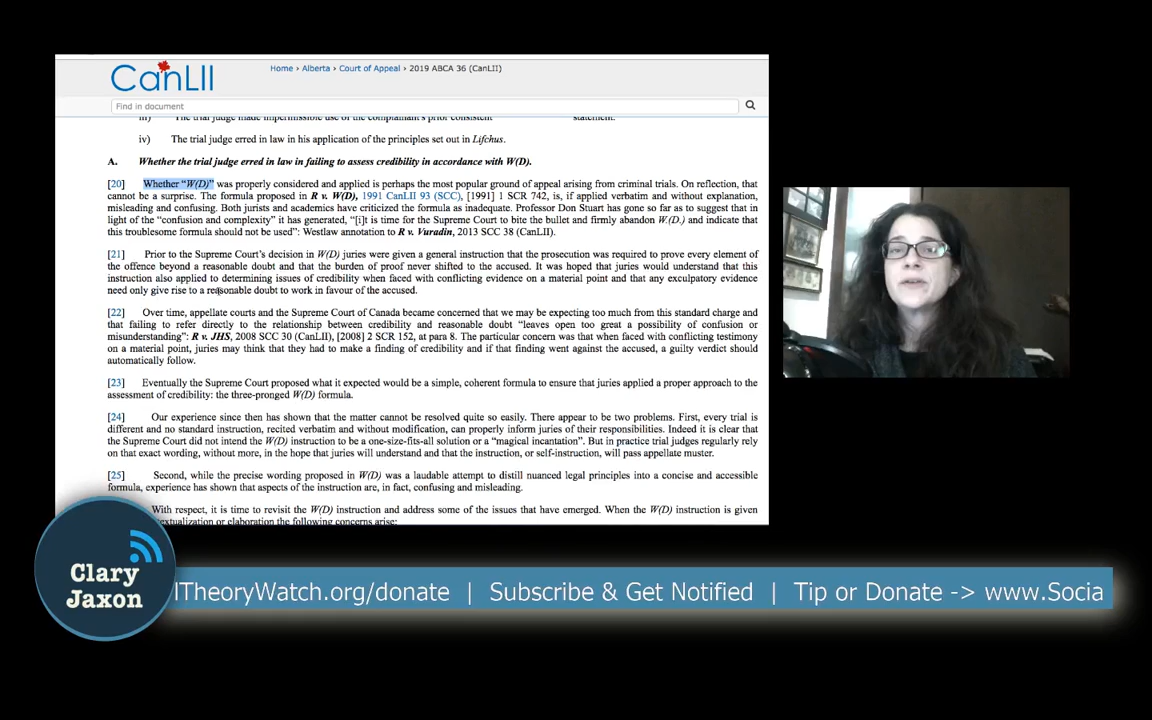 CanLII
Home › Alberta › Court of Appeal › 2019 ABCA 36 (CanLII)
Find in document
iii) The trial judge made impermissible use of the complainant's prior consistent statement.
iv) The trial judge erred in law in his application of the principles set out in Lifchus.
A. Whether the trial judge erred in law in failing to assess credibility in accordance with W(D).
[20] Whether "W(D)" was properly considered and applied is perhaps the most popular ground of appeal arising from criminal trials. On reflection, that
cannot be a surprise. The formula proposed in R v. W(D), 1991 CanLII 93 (SCC), [1991] 1 SCR 742, is, if applied verbatim and without explanation,
misleading and confusing. Both jurists and academics have criticized the formula as inadequate. Professor Don Stuart has gone so far as to suggest that in
light of the "confusion and complexity" it has generated, "[i]t is time for the Supreme Court to bite the bullet and firmly abandon W.(D.) and indicate that
this troublesome formula should not be used": Westlaw annotation to R v. Vuradin, 2013 SCC 38 (CanLII).
[21] Prior to the Supreme Court's decision in W(D) juries were given a general instruction that the prosecution was required to prove every element of
the offence beyond a reasonable doubt and that the burden of proof never shifted to the accused. It was hoped that juries would understand that this
instruction also applied to determining issues of credibility when faced with conflicting evidence on a material point and that any exculpatory evidence
need only give rise to a reasonable doubt to work in favour of the accused.
[22] Over time, appellate courts and the Supreme Court of Canada became concerned that we may be expecting too much from this standard charge and
that failing to refer directly to the relationship between credibility and reasonable doubt "leaves open too great a possibility of confusion or
misunderstanding": R v. JHS, 2008 SCC 30 (CanLII), [2008] 2 SCR 152, at para 8. The particular concern was that when faced with conflicting testimony
on a material point, juries may think that they had to make a finding of credibility and if that finding went against the accused, a guilty verdict should
automatically follow.
[23] Eventually the Supreme Court proposed what it expected would be a simple, coherent formula to ensure that juries applied a proper approach to the
assessment of credibility: the three-pronged W(D) formula.
[24] Our experience since then has shown that the matter cannot be resolved quite so easily. There appear to be two problems. First, every trial is
different and no standard instruction, recited verbatim and without modification, can properly inform juries of their responsibilities. Indeed it is clear that
the Supreme Court did not intend the W(D) instruction to be a one-size-fits-all solution or a "magical incantation". But in practice trial judges regularly rely
on that exact wording, without more, in the hope that juries will understand and that the instruction, or self-instruction, will pass appellate muster.
[25] Second, while the precise wording proposed in W(D) was a laudable attempt to distill nuanced legal principles into a concise and accessible
formula, experience has shown that aspects of the instruction are, in fact, confusing and misleading.
With respect, it is time to revisit the W(D) instruction and address some of the issues that have emerged. When the W(D) instruction is given
textualization or elaboration the following concerns arise:
Clary
Jaxon
lTheoryWatch.org/donate | Subscribe & Get Notified | Tip or Donate -> www.Socia